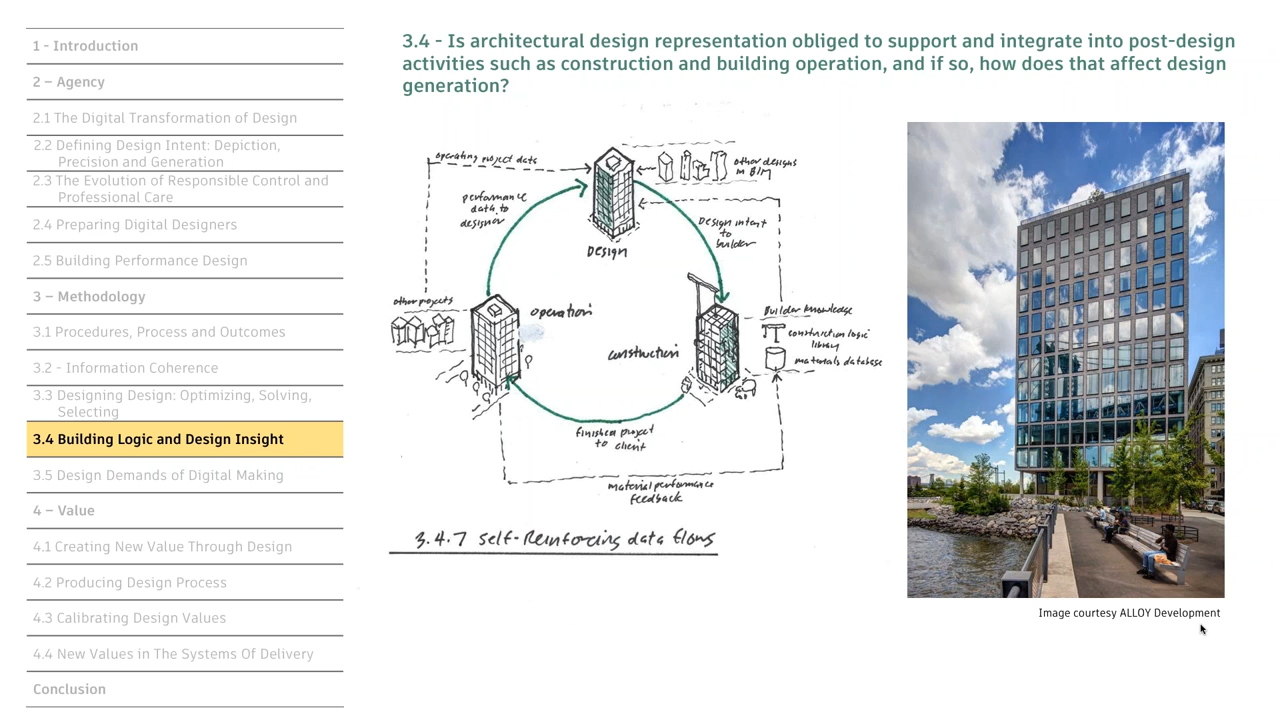 1 - Introduction
2 – Agency
2.1 The Digital Transformation of Design
2.2 Defining Design Intent: Depiction,
Precision and Generation
2.3 The Evolution of Responsible Control and
Professional Care
2.4 Preparing Digital Designers
2.5 Building Performance Design
3 – Methodology
3.1 Procedures, Process and Outcomes
3.2 - Information Coherence
3.3 Designing Design: Optimizing, Solving,
Selecting
3.4 Building Logic and Design Insight
3.5 Design Demands of Digital Making
4 – Value
4.1 Creating New Value Through Design
4.2 Producing Design Process
4.3 Calibrating Design Values
4.4 New Values in The Systems Of Delivery
Conclusion
3.4 - Is architectural design representation obliged to support and integrate into post-design
activities such as construction and building operation, and if so, how does that affect design
generation?
operating project data
other designs
in BIM
performance
data to
designer
Design intent
to
builder
Design
other projects
operation
Builder Knowledge
construction logic
library
construction
materials database
finished project
to client
material performance
feedback
3.4.7 self-Reinforcing data flows
Image courtesy ALLOY Development